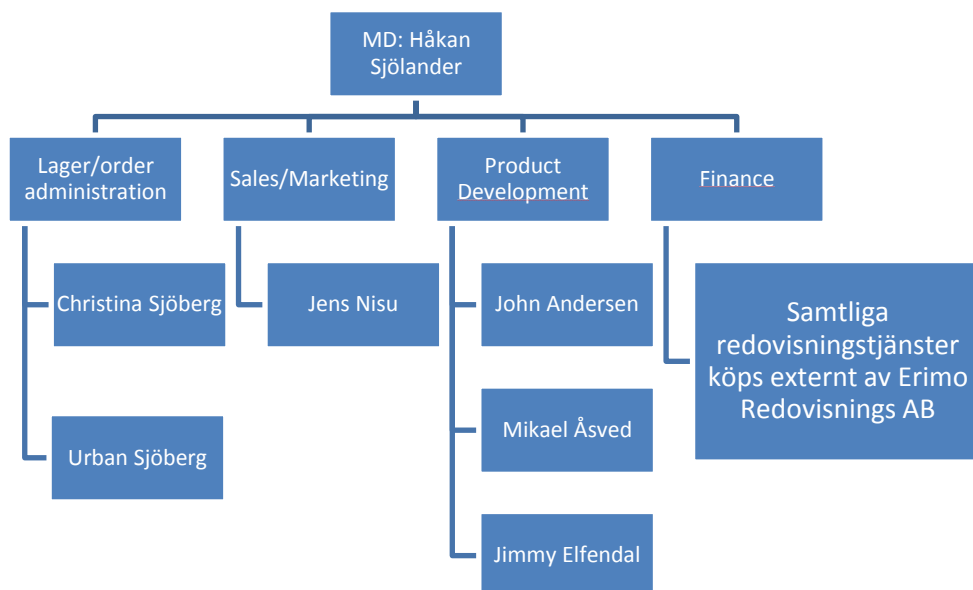 MD: Håkan
Sjölander
Lager/order
administration
Sales/Marketing
Product
Development
Finance
Christina Sjöberg
Urban Sjöberg
Jens Nisu
John Andersen
Mikael Åsved
Jimmy Elfendal
Samtliga
redovisningstjänster
köps externt av Erimo
Redovisnings AB